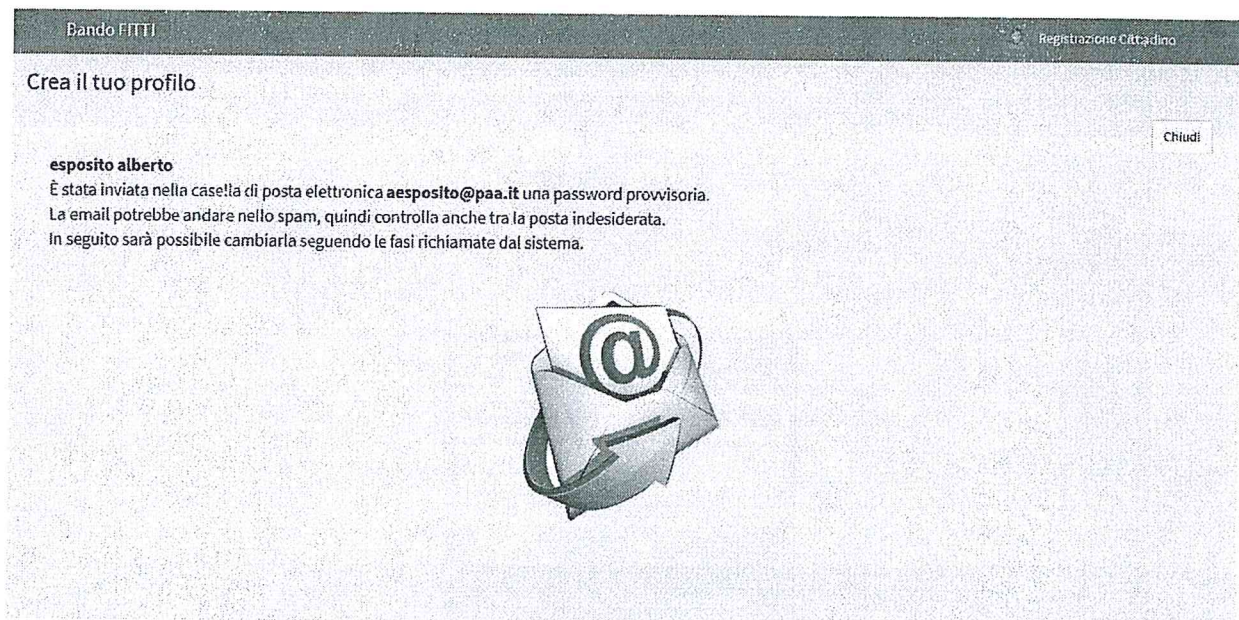 Bando FITTI
Registrazione Cittadino
Crea il tuo profilo
Chiudi
esposito alberto
È stata inviata nella casella di posta elettronica aesposito@paa.it una password provvisoria.
La email potrebbe andare nello spam, quindi controlla anche tra la posta indesiderata.
In seguito sarà possibile cambiarla seguendo le fasi richiamate dal sistema.
@